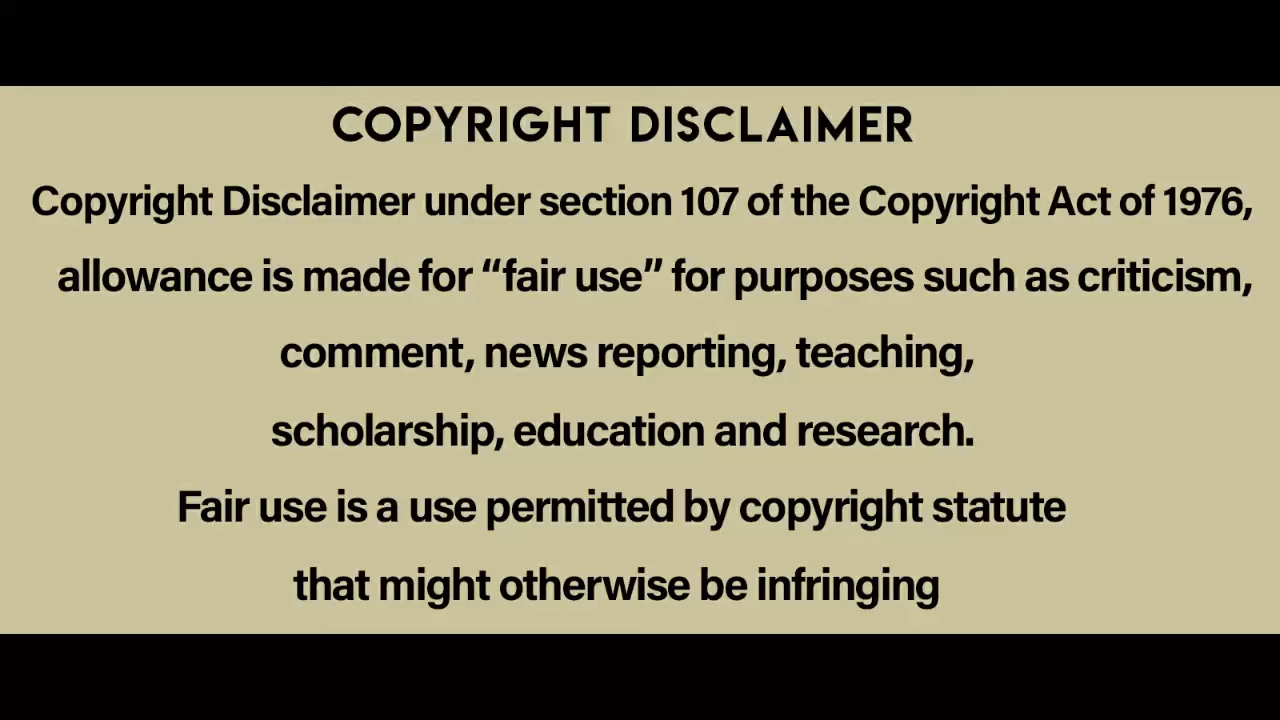 COPYRIGHT DISCLAIMER
Copyright Disclaimer under section 107 of the Copyright Act of 1976,
allowance is made for “fair use” for purposes such as criticism,
comment, news reporting, teaching,
scholarship, education and research.
Fair use is a use permitted by copyright statute
that might otherwise be infringing